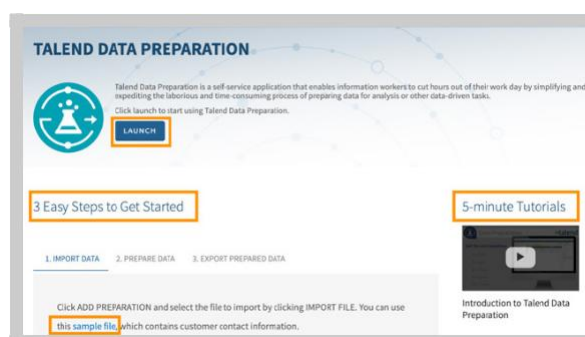 TALEND DATA PREPARATION
Talend Data Preparation is a self-service application that enables information workers to cut hours out of their work day by simplifying and
expediting the laborious and time-consuming process of preparing data for analysis or other data-driven tasks.
Click launch to start using Talend Data Preparation.
LAUNCH
3 Easy Steps to Get Started
1. IMPORT DATA 2. PREPARE DATA 3. EXPORT PREPARED DATA
Click ADD PREPARATION and select the file to import by clicking IMPORT FILE. You can use
this sample file, which contains customer contact information.
5-minute Tutorials
Introduction to Talend Data
Preparation